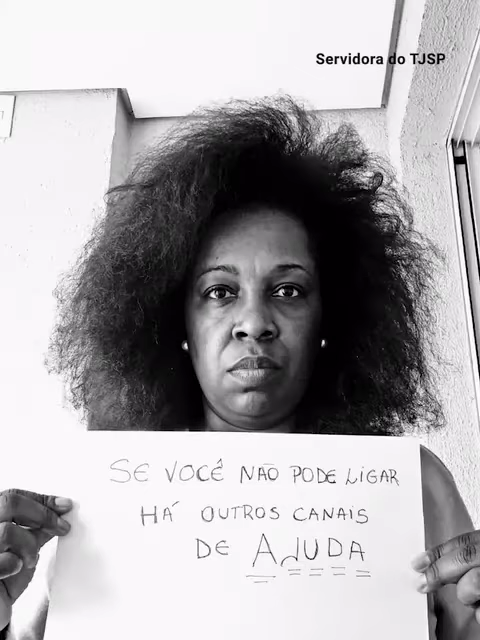 Servidora do TJSP
SE VOCÊ NÃO PODE LIGAR
HÁ OUTROS CANAIS
DE AJUDA